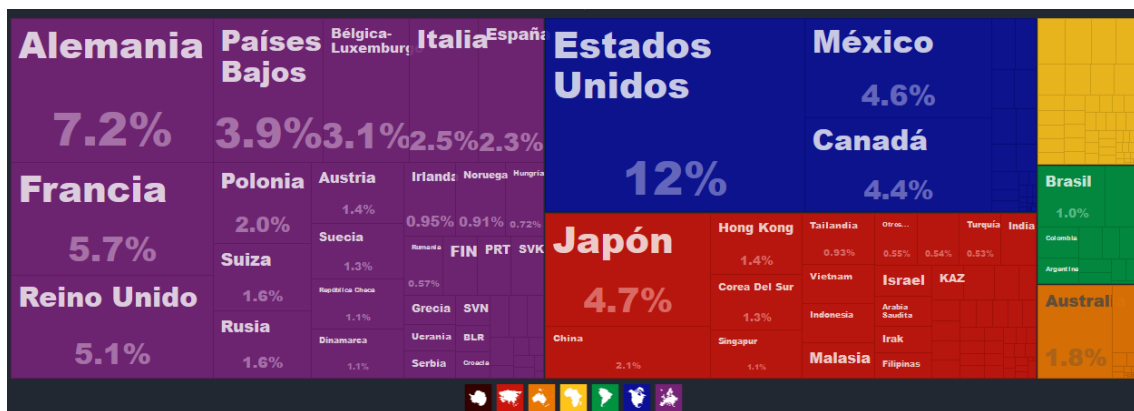 Alemania
7.2%
Países
Bajos
3.9%
Bélgica-
Luxemburgo
3.1%
Italia
2.5%
España
2.3%
Francia
5.7%
Reino Unido
5.1%
Polonia
2.0%
Suiza
1.6%
Rusia
1.6%
Austria
1.4%
Suecia
1.3%
República Checa
1.1%
Dinamarca
1.1%
Irlanda
0.95%
Noruega
0.91%
Hungría
0.72%
Rumania
0.57%
FIN
PRT
SVK
Grecia
SVN
Ucrania
BLR
Serbia
Croacia
Estados
Unidos
12%
México
4.6%
Canadá
4.4%
Japón
4.7%
China
2.1%
Hong Kong
1.4%
Corea Del Sur
1.3%
Singapur
1.1%
Tailandia
0.93%
Otros...
0.55%
0.54%
Turquía
0.53%
India
Vietnam
Indonesia
Malasia
Israel
KAZ
Arabia
Saudita
Irak
Filipinas
Brasil
1.0%
Colombia
Argentina
Australi
1.8%